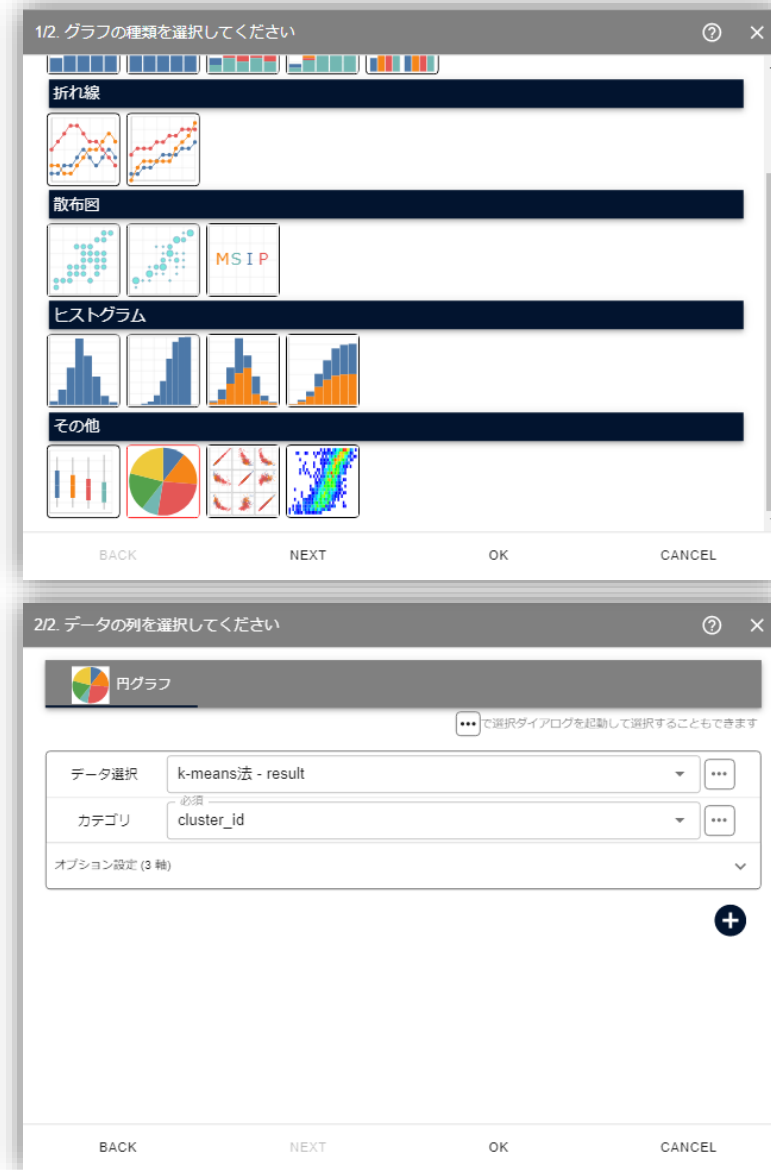 1/2. グラフの種類を選択してください
折れ線
散布図
MSIP
ヒストグラム
その他
BACK NEXT OK CANCEL
2/2. データの列を選択してください
円グラフ
で選択ダイアログを起動して選択することもできます
データ選択 k-means法 - result
必須
カテゴリ cluster_id
オプション設定 (3 軸)
BACK NEXT OK CANCEL